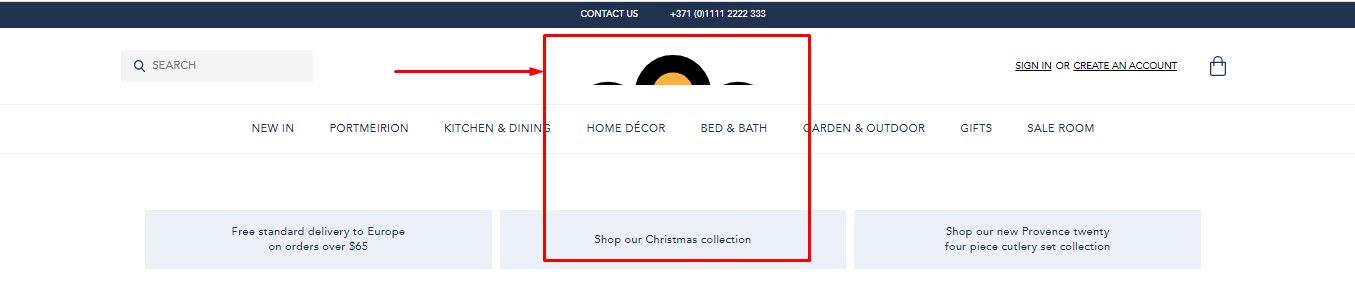 CONTACT US +371 (0)1111 2222 333
SEARCH
SIGN IN OR CREATE AN ACCOUNT
NEW IN PORTMEIRION KITCHEN & DINING HOME DÉCOR BED & BATH GARDEN & OUTDOOR GIFTS SALE ROOM
Free standard delivery to Europe
on orders over $65
Shop our Christmas collection
Shop our new Provence twenty
four piece cutlery set collection